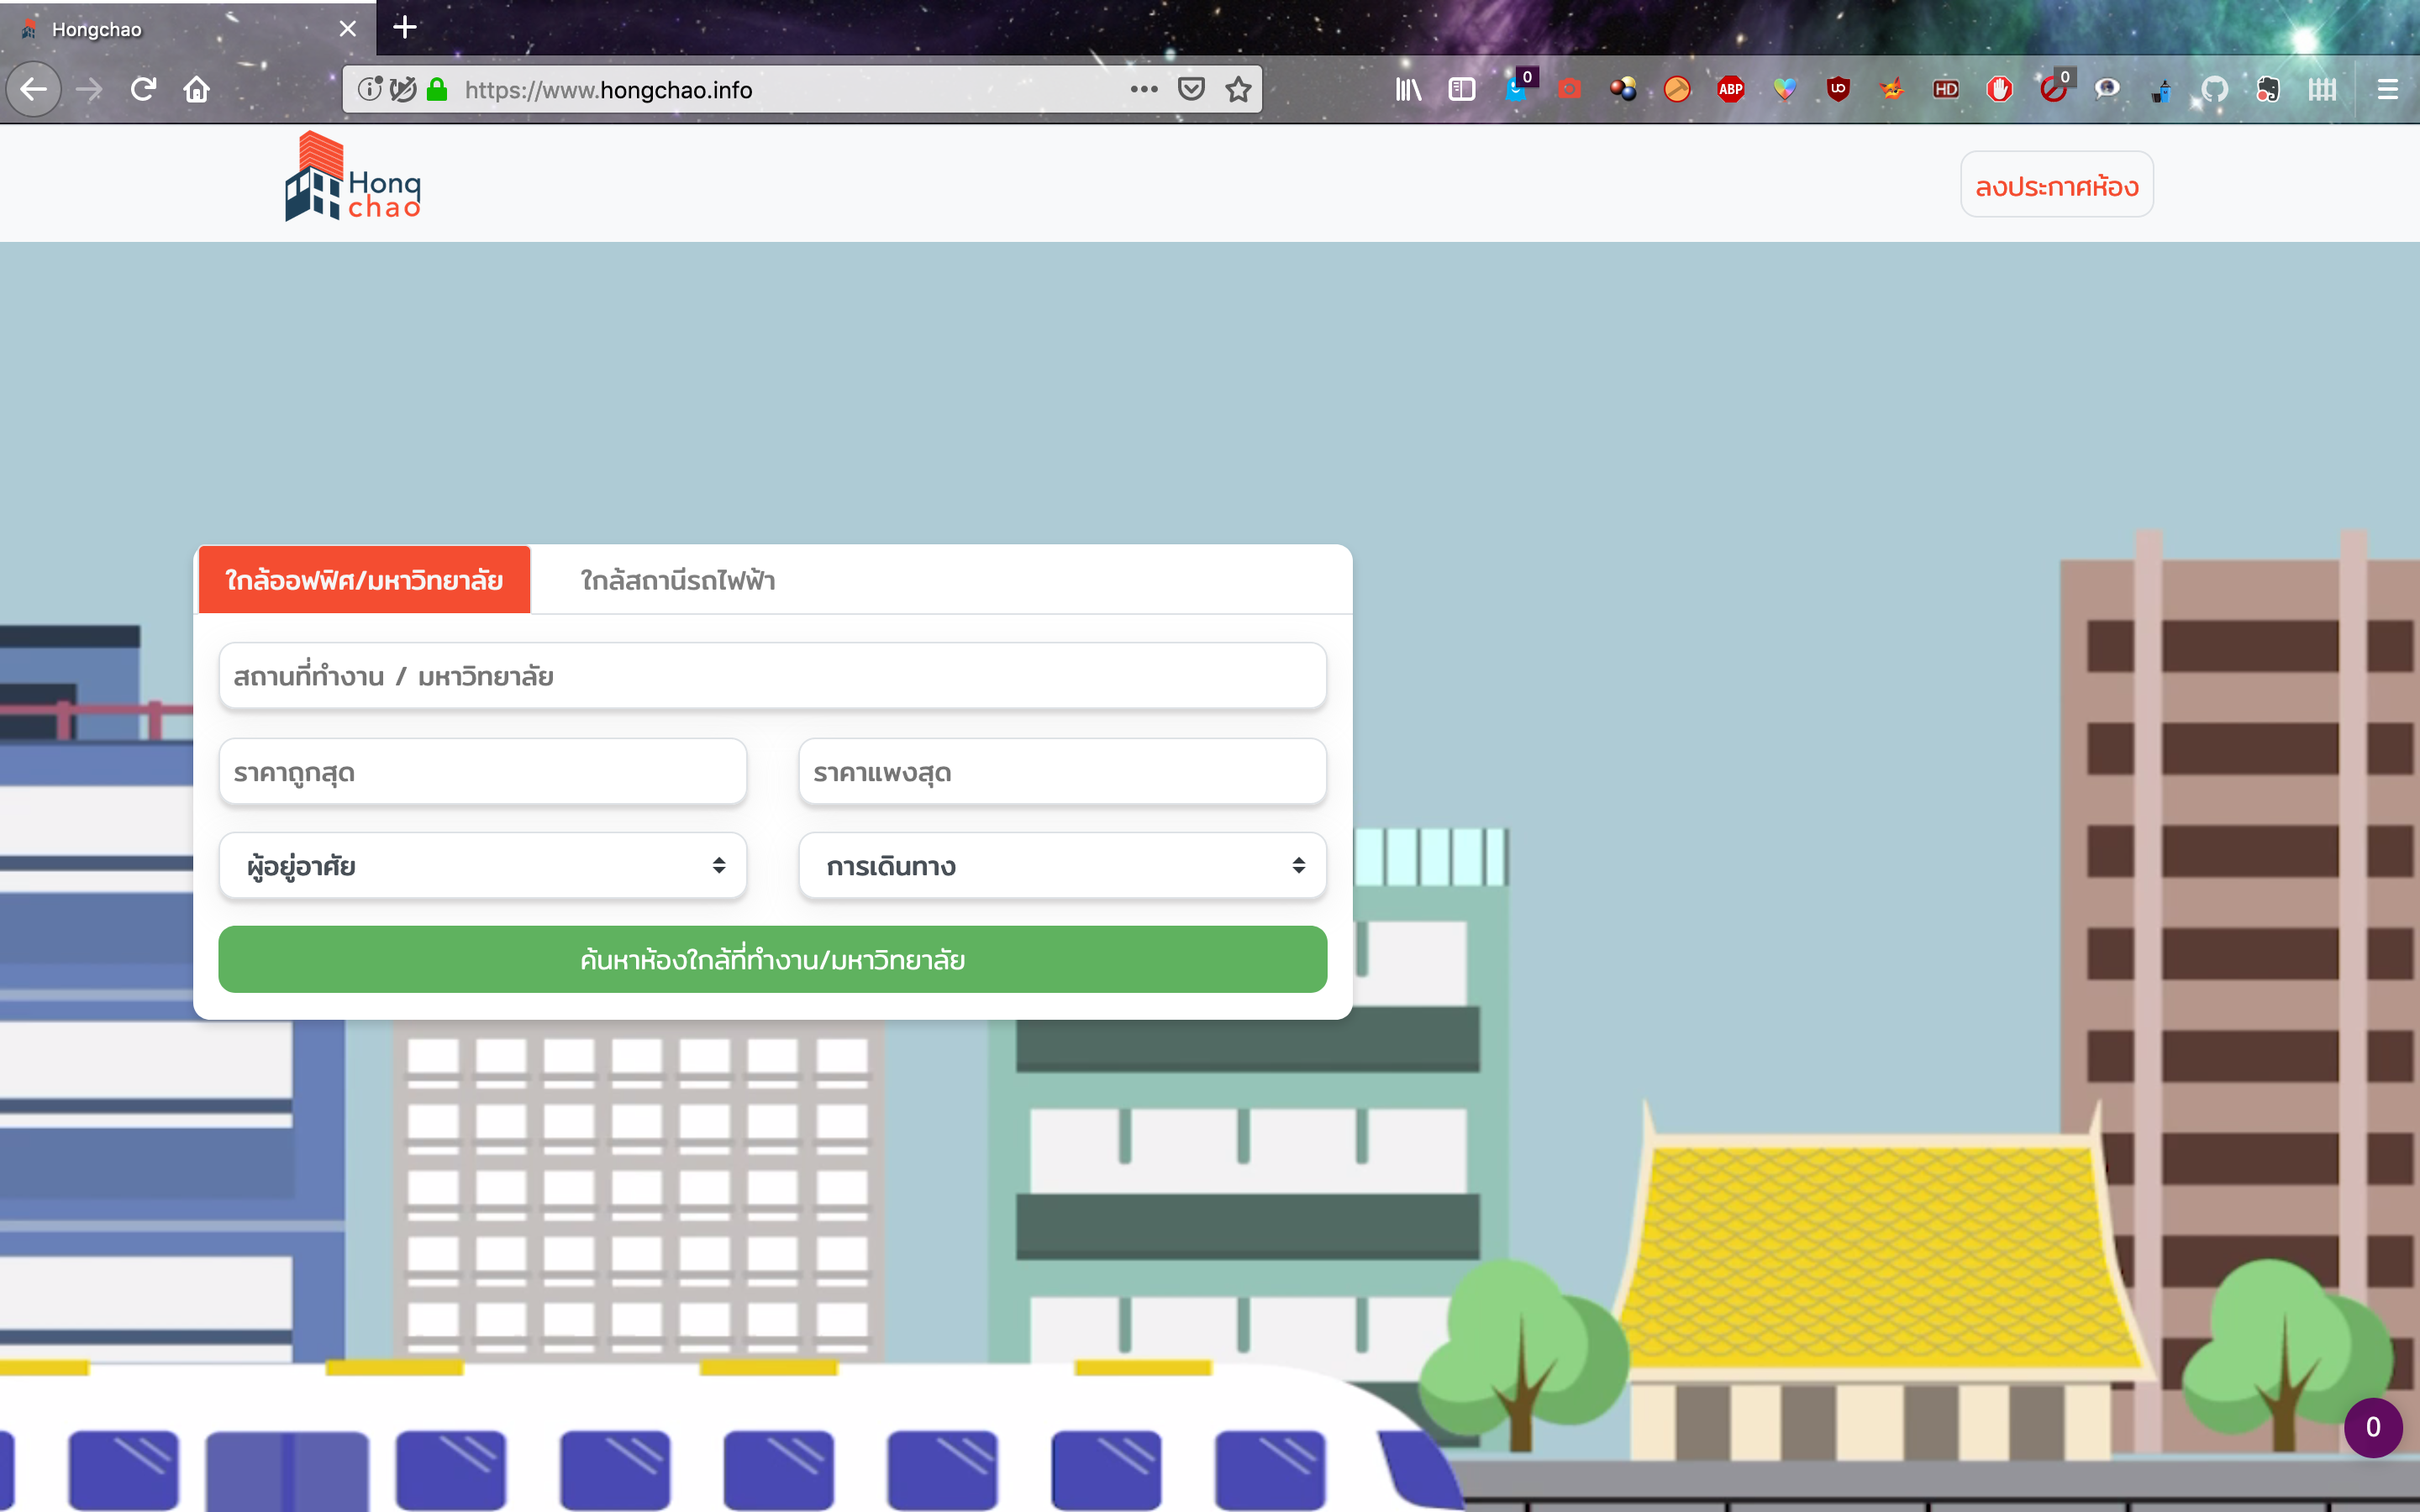 Hongchao
https://www.hongchao.info
0
ABP
UO
HD
0
Hong
chao
ลงประกาศห้อง
ใกล้ออฟฟิศ/มหาวิทยาลัย
ใกล้สถานีรถไฟฟ้า
สถานที่ทำงาน / มหาวิทยาลัย
ราคาถูกสุด
ราคาแพงสุด
ผู้อยู่อาศัย
การเดินทาง
ค้นหาห้องใกล้ที่ทำงาน/มหาวิทยาลัย
0